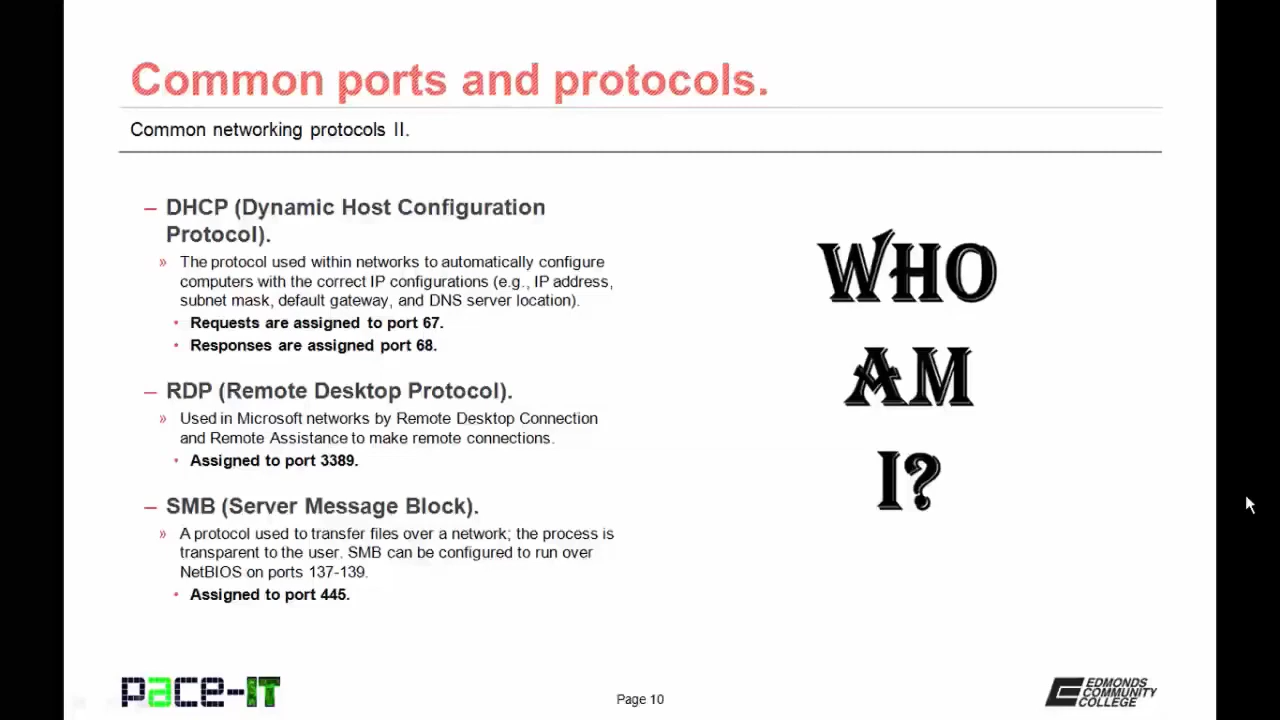 Common ports and protocols.
Common networking protocols II.
– DHCP (Dynamic Host Configuration
Protocol).
» The protocol used within networks to automatically configure
computers with the correct IP configurations (e.g., IP address,
subnet mask, default gateway, and DNS server location).
• Requests are assigned to port 67.
• Responses are assigned port 68.
– RDP (Remote Desktop Protocol).
» Used in Microsoft networks by Remote Desktop Connection
and Remote Assistance to make remote connections.
• Assigned to port 3389.
– SMB (Server Message Block).
» A protocol used to transfer files over a network; the process is
transparent to the user. SMB can be configured to run over
NetBIOS on ports 137-139.
• Assigned to port 445.
WHO
AM
I?
pace-IT
Page 10
EDMONDS
COMMUNITY
COLLEGE